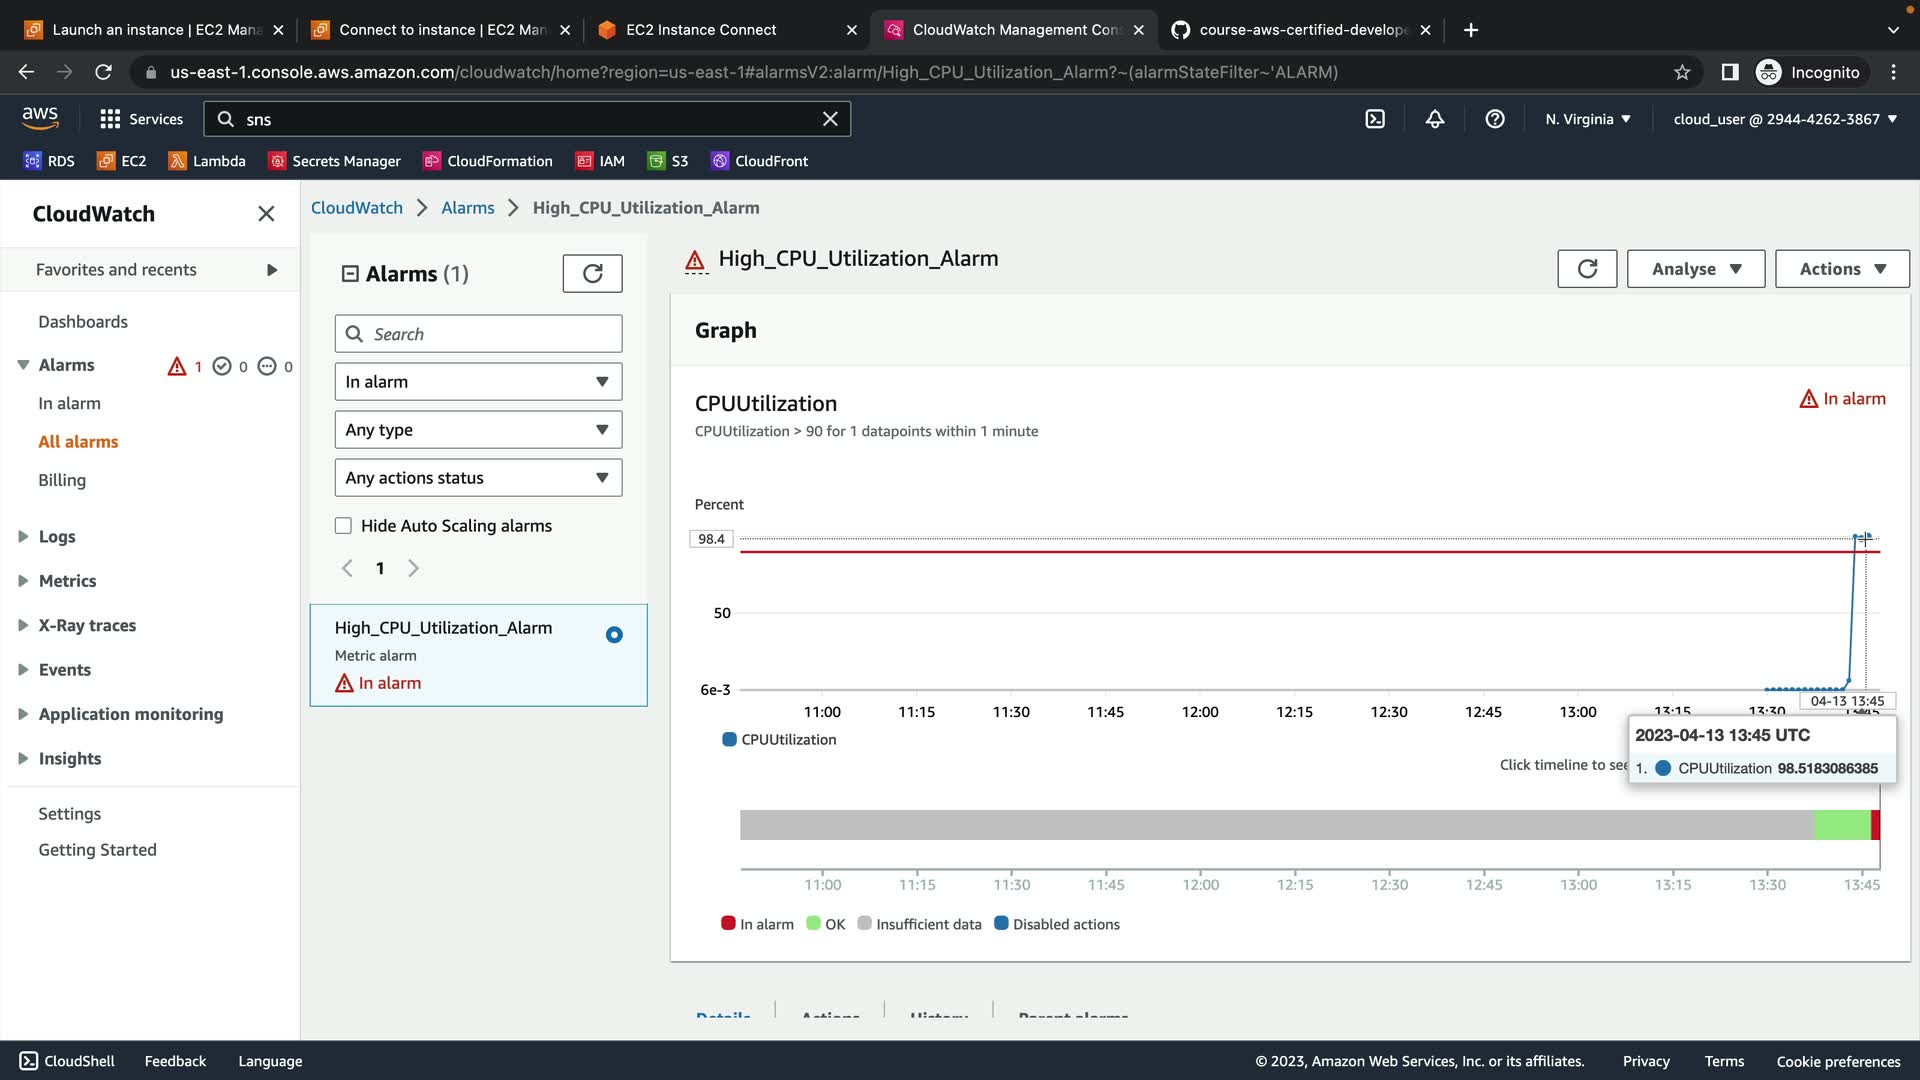 Launch an instance | EC2 Mana
Connect to instance | EC2 Man
EC2 Instance Connect
CloudWatch Management Cons
course-aws-certified-develope
us-east-1.console.aws.amazon.com/cloudwatch/home?region=us-east-1#alarmsV2:alarm/High_CPU_Utilization_Alarm?~(alarmStateFilter~'ALARM)
Incognito
aws
Services
sns
N. Virginia
cloud_user @ 2944-4262-3867
RDS
EC2
Lambda
Secrets Manager
CloudFormation
IAM
S3
CloudFront
CloudWatch
Favorites and recents
Dashboards
Alarms 1 0 0
In alarm
All alarms
Billing
Logs
Metrics
X-Ray traces
Events
Application monitoring
Insights
Settings
Getting Started
CloudWatch > Alarms > High_CPU_Utilization_Alarm
Alarms (1)
Search
In alarm
Any type
Any actions status
Hide Auto Scaling alarms
1
High_CPU_Utilization_Alarm
Metric alarm
In alarm
High_CPU_Utilization_Alarm
Analyse
Actions
Graph
CPUUtilization
In alarm
CPUUtilization > 90 for 1 datapoints within 1 minute
Percent
98.4
50
6e-3
04-13 13:45
11:00 11:15 11:30 11:45 12:00 12:15 12:30 12:45 13:00 13:15 13:30 13:45
CPUUtilization
2023-04-13 13:45 UTC
1. CPUUtilization 98.5183086385
Click timeline to see
11:00 11:15 11:30 11:45 12:00 12:15 12:30 12:45 13:00 13:15 13:30 13:45
In alarm OK Insufficient data Disabled actions
Details Actions History Parent alarms
CloudShell
Feedback
Language
© 2023, Amazon Web Services, Inc. or its affiliates.
Privacy
Terms
Cookie preferences